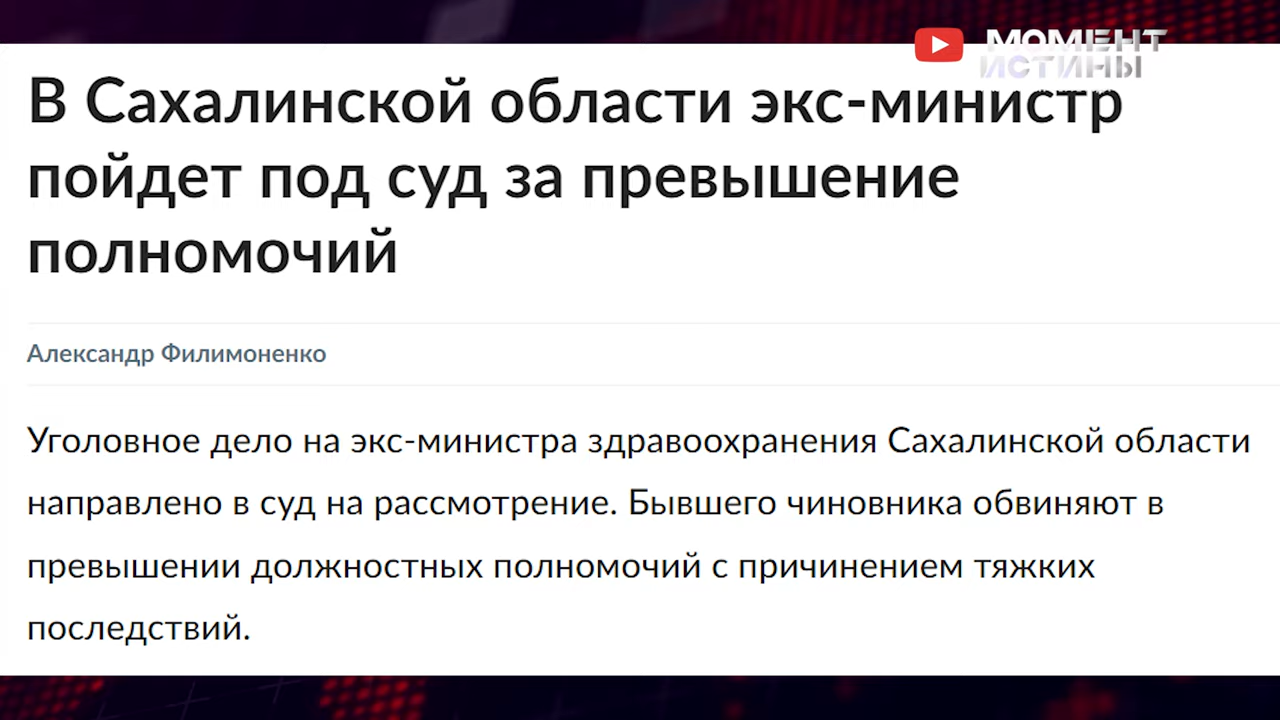 МОМЕНТ
ИСТИНЫ
В Сахалинской области экс-министр
пойдет под суд за превышение
полномочий
Александр Филимоненко
Уголовное дело на экс-министра здравоохранения Сахалинской области
направлено в суд на рассмотрение. Бывшего чиновника обвиняют в
превышении должностных полномочий с причинением тяжких
последствий.